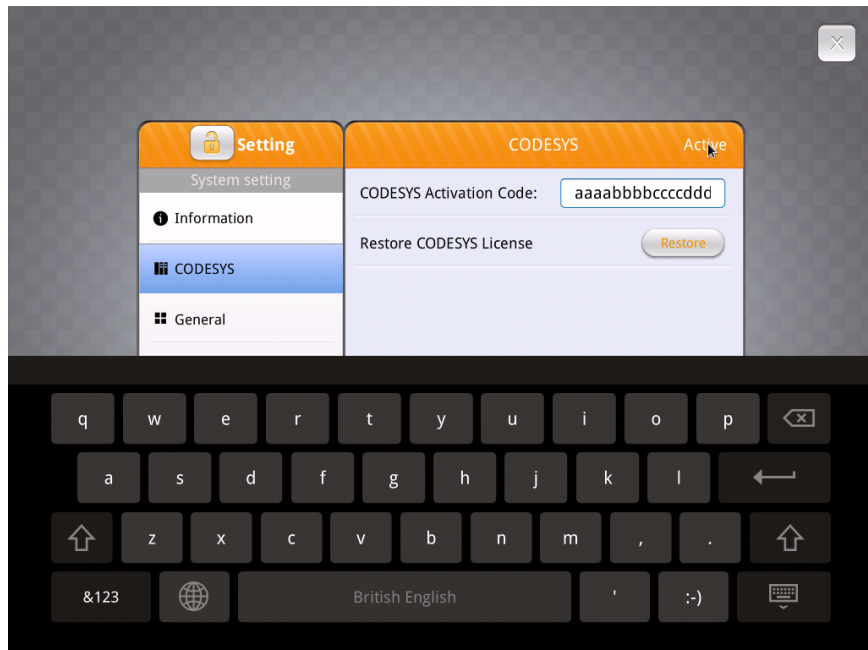 X
Setting
CODESYS
Active
System setting
Information
CODESYS
General
CODESYS Activation Code:
aaaabbbbccccddd
Restore CODESYS License
Restore
q w e r t y u i o p
a s d f g h j k l
z x c v b n m , .
&123
British English
'
:-)